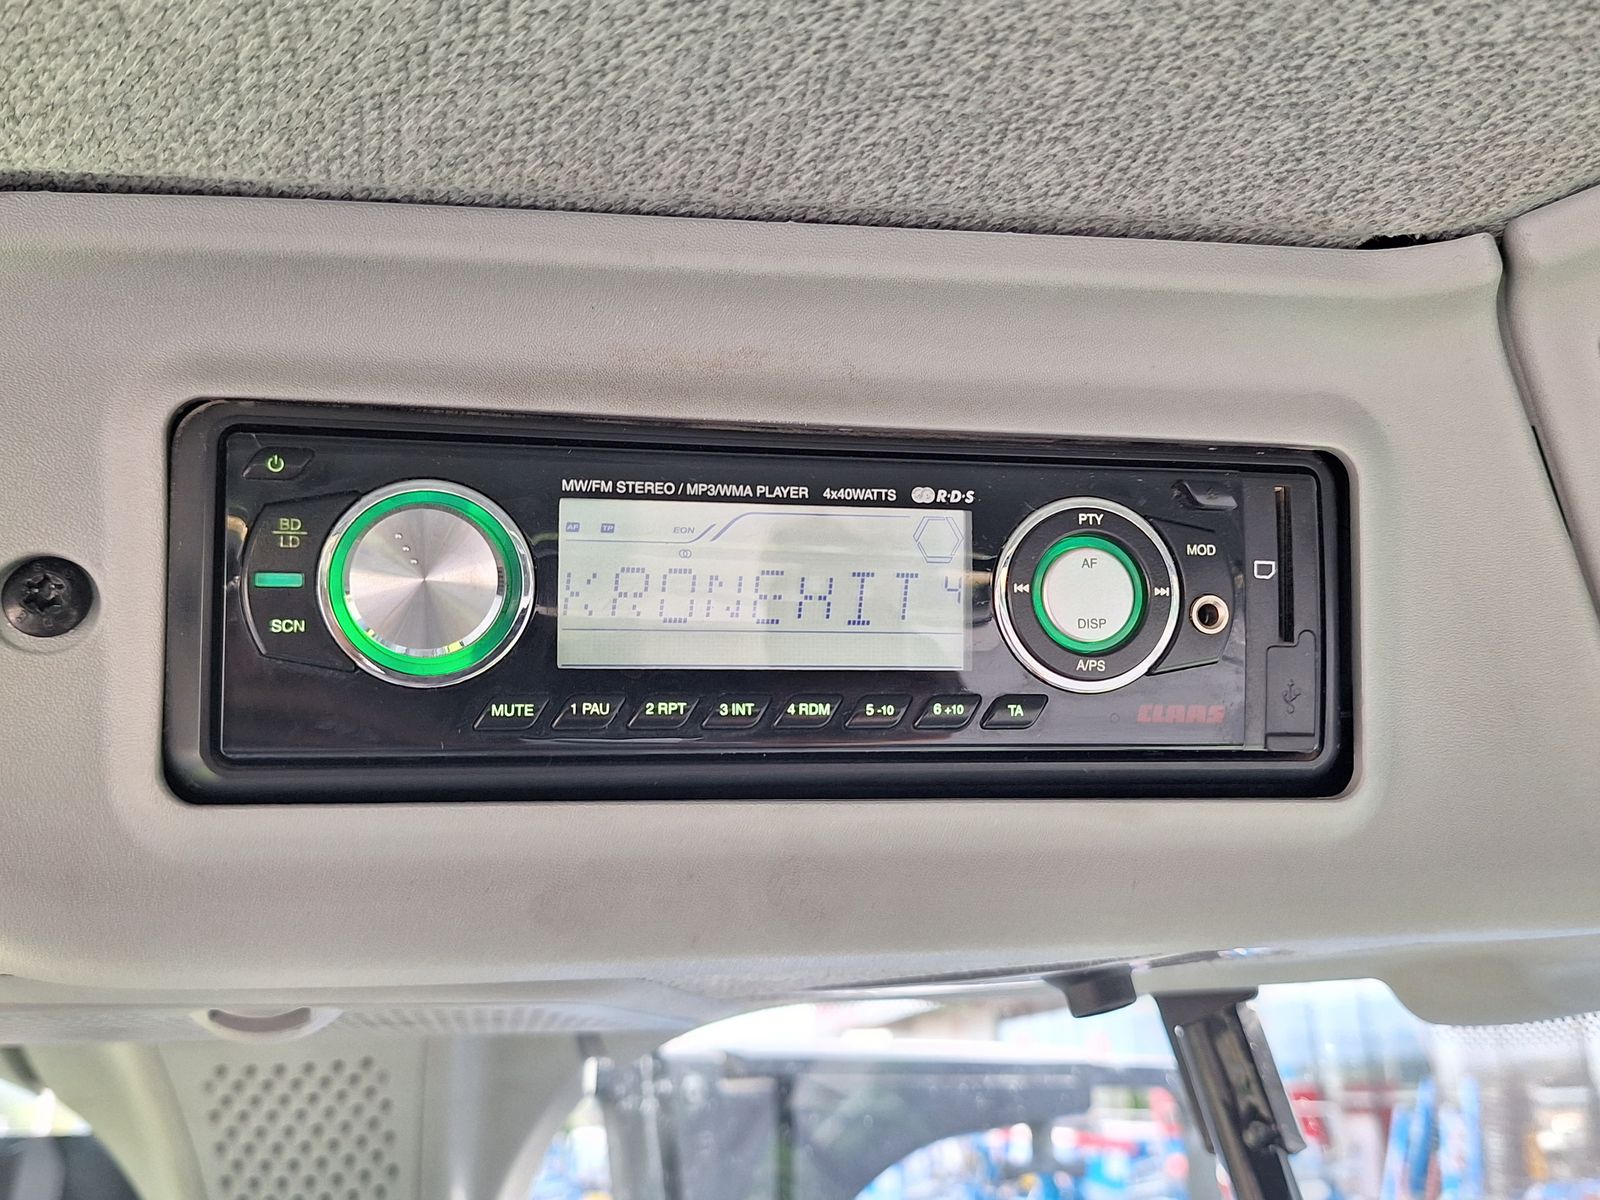 MW/FM STEREO / MP3/WMA PLAYER 4x40WATTS R·D·S
BD
LD
SCN
AF TP EON
KRONEHIT 4
PTY
AF
DISP
A/PS
MOD
MUTE 1 PAU 2 RPT 3 INT 4 RDM 5 -10 6 +10 TA
CLAAS